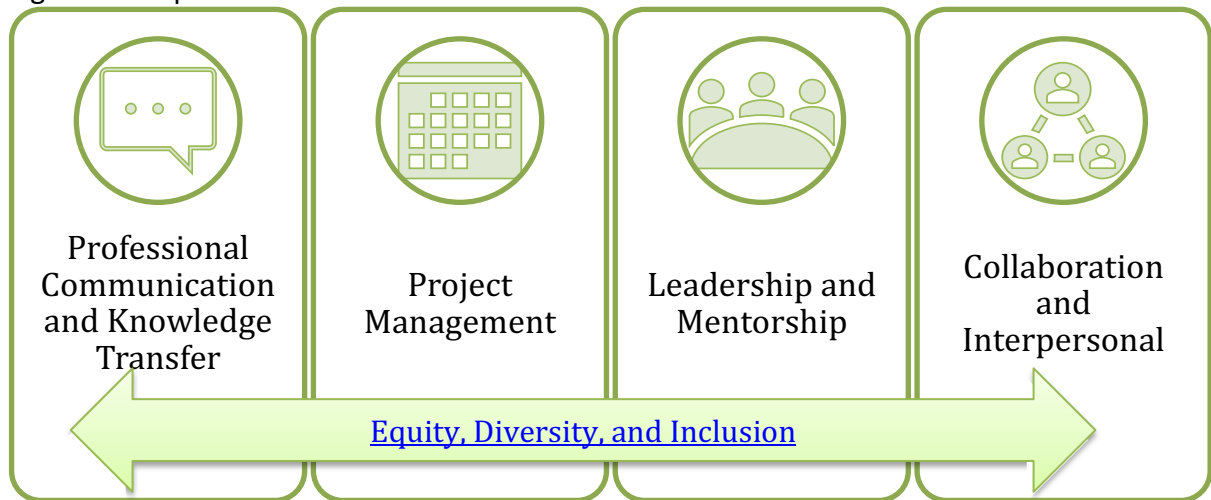 Professional
Communication
and Knowledge
Transfer
Project
Management
Leadership and
Mentorship
Collaboration
and
Interpersonal
Equity, Diversity, and Inclusion